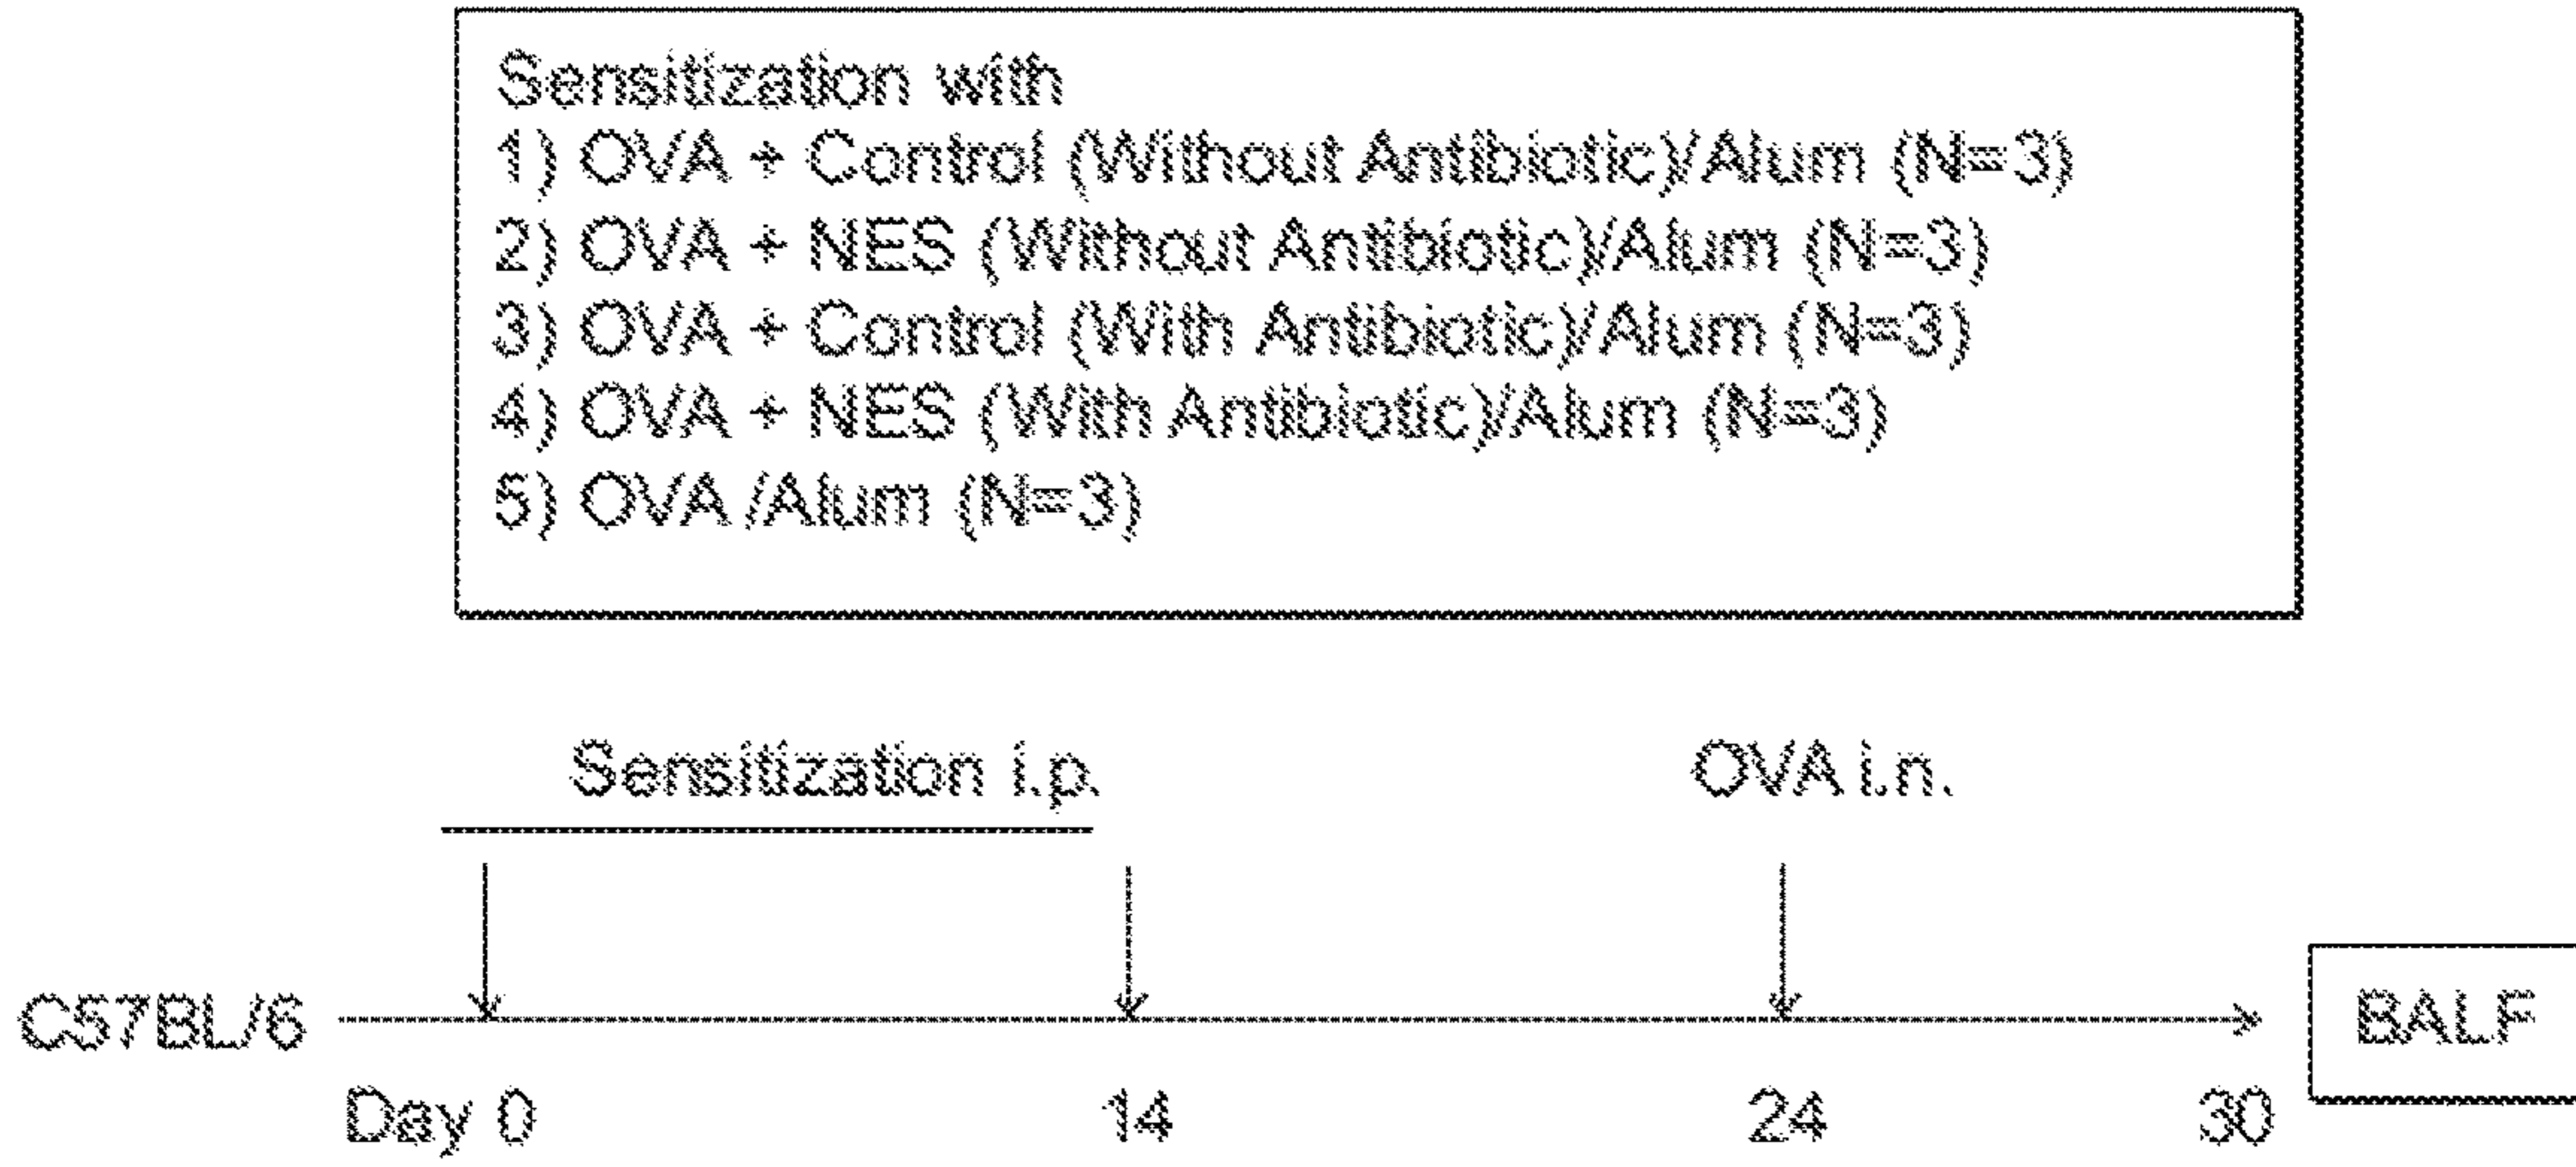 Sensitization with
1) OVA + Control (Without Antibiotic)/Alum (N=3)
2) OVA + NES (Without Antibiotic)/Alum (N=3)
3) OVA + Control (With Antibiotic)/Alum (N=3)
4) OVA + NES (With Antibiotic)/Alum (N=3)
5) OVA /Alum (N=3)
Sensitization i.p.
OVA i.n.
C57BL/6
BALF
Day 0
14
24
30